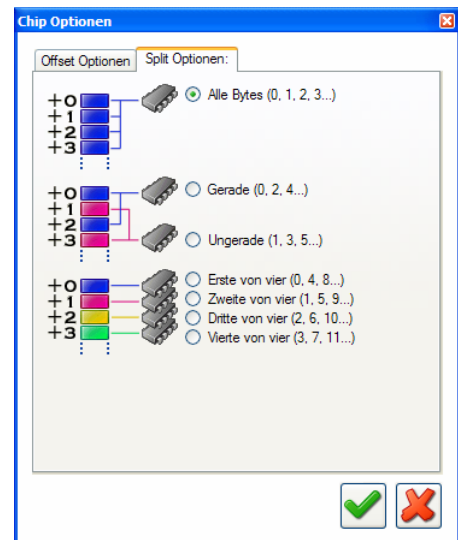 Chip Optionen
Offset Optionen Split Optionen:
+0 Alle Bytes (0, 1, 2, 3...)
+1
+2
+3
+0 Gerade (0, 2, 4...)
+1
+2
+3 Ungerade (1, 3, 5...)
+0 Erste von vier (0, 4, 8...)
+1 Zweite von vier (1, 5, 9...)
+2 Dritte von vier (2, 6, 10...)
+3 Vierte von vier (3, 7, 11...)